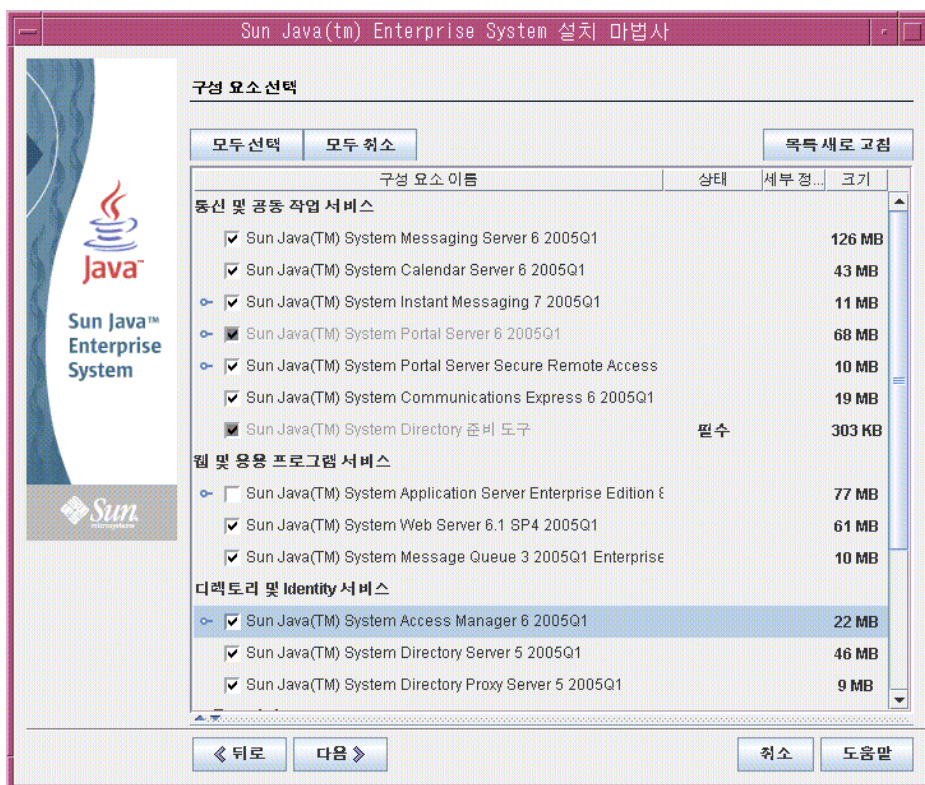 Sun Java(tm) Enterprise System 설치 마법사
구성 요소 선택
모두 선택 모두 취소 목록 새로 고침
구성 요소 이름 상태 세부 정... 크기
통신 및 공동 작업 서비스
Sun Java(TM) System Messaging Server 6 2005Q1 126 MB
Sun Java(TM) System Calendar Server 6 2005Q1 43 MB
Sun Java(TM) System Instant Messaging 7 2005Q1 11 MB
Sun Java(TM) System Portal Server 6 2005Q1 68 MB
Sun Java(TM) System Portal Server Secure Remote Access 10 MB
Sun Java(TM) System Communications Express 6 2005Q1 19 MB
Sun Java(TM) System Directory 준비 도구 필수 303 KB
웹 및 응용 프로그램 서비스
Sun Java(TM) System Application Server Enterprise Edition 77 MB
Sun Java(TM) System Web Server 6.1 SP4 2005Q1 61 MB
Sun Java(TM) System Message Queue 3 2005Q1 Enterprise 10 MB
디렉토리 및 Identity 서비스
Sun Java(TM) System Access Manager 6 2005Q1 22 MB
Sun Java(TM) System Directory Server 5 2005Q1 46 MB
Sun Java(TM) System Directory Proxy Server 5 2005Q1 9 MB
Java™
Sun Java™
Enterprise
System
Sun
microsystems
뒤로 다음 취소 도움말